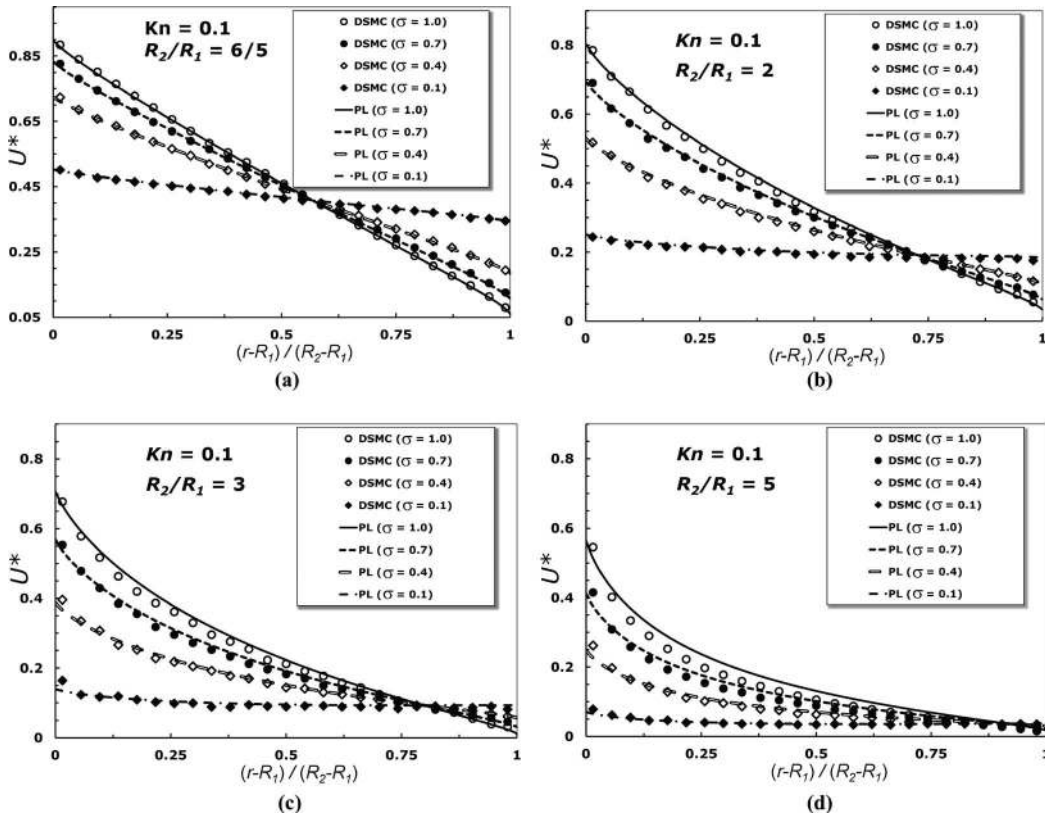 Kn = 0.1
R₂/R₁ = 6/5
DSMC (σ = 1.0)
DSMC (σ = 0.7)
DSMC (σ = 0.4)
DSMC (σ = 0.1)
PL (σ = 1.0)
PL (σ = 0.7)
PL (σ = 0.4)
PL (σ = 0.1)
U*
0.85
0.65
0.45
0.25
0.05
0
0.25
0.5
0.75
1
(r-R₁) / (R₂-R₁)
(a)
Kn = 0.1
R₂/R₁ = 2
DSMC (σ = 1.0)
DSMC (σ = 0.7)
DSMC (σ = 0.4)
DSMC (σ = 0.1)
PL (σ = 1.0)
PL (σ = 0.7)
PL (σ = 0.4)
PL (σ = 0.1)
U*
0.8
0.6
0.4
0.2
0
0
0.25
0.5
0.75
1
(r-R₁) / (R₂-R₁)
(b)
Kn = 0.1
R₂/R₁ = 3
DSMC (σ = 1.0)
DSMC (σ = 0.7)
DSMC (σ = 0.4)
DSMC (σ = 0.1)
PL (σ = 1.0)
PL (σ = 0.7)
PL (σ = 0.4)
PL (σ = 0.1)
U*
0.8
0.6
0.4
0.2
0
0
0.25
0.5
0.75
1
(r-R₁) / (R₂-R₁)
(c)
Kn = 0.1
R₂/R₁ = 5
DSMC (σ = 1.0)
DSMC (σ = 0.7)
DSMC (σ = 0.4)
DSMC (σ = 0.1)
PL (σ = 1.0)
PL (σ = 0.7)
PL (σ = 0.4)
PL (σ = 0.1)
U*
0.8
0.6
0.4
0.2
0
0
0.25
0.5
0.75
1
(r-R₁) / (R₂-R₁)
(d)